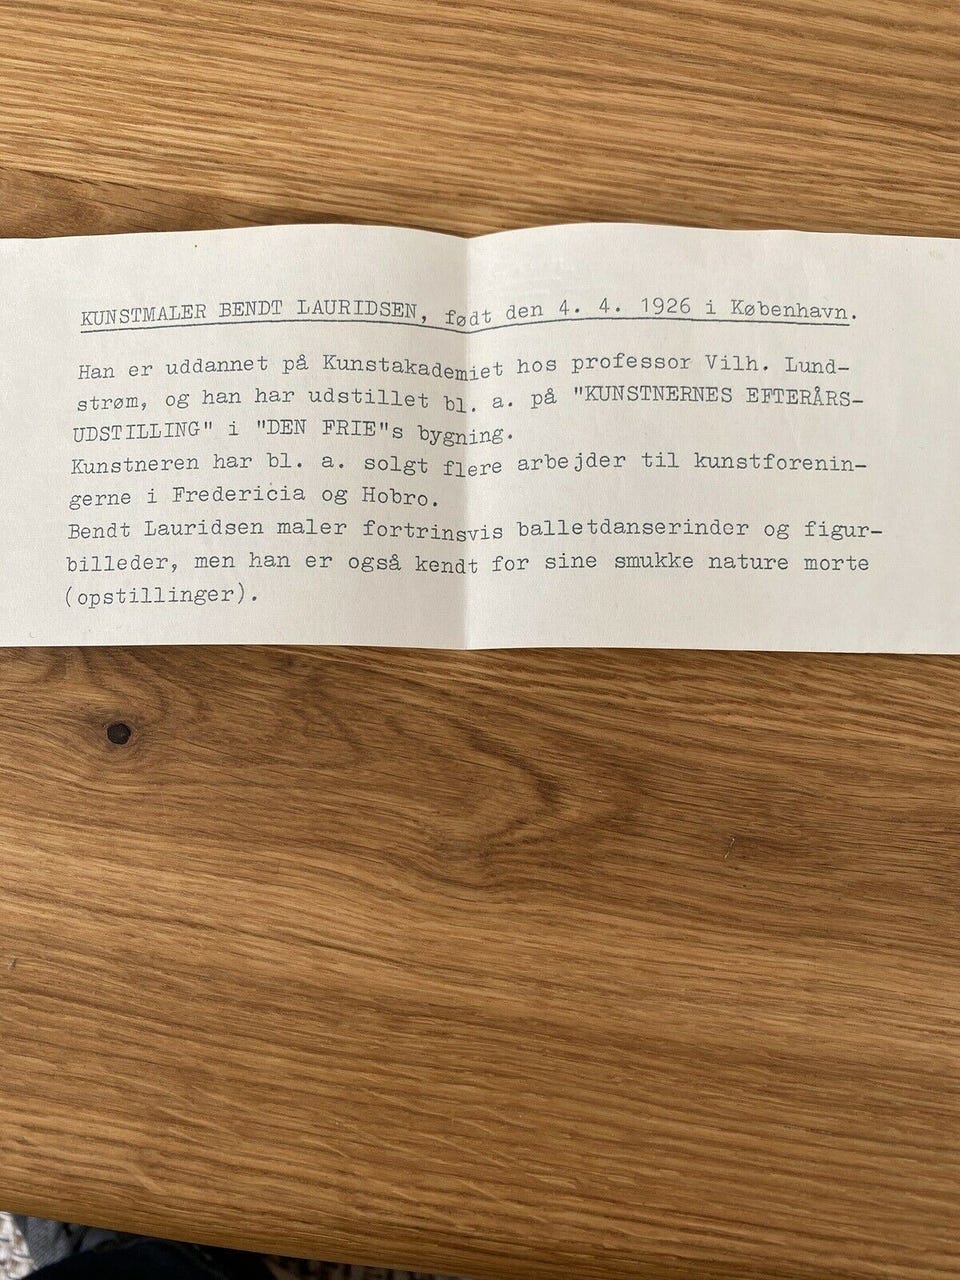 KUNSTMALER BENDT LAURIDSEN, født den 4. 4. 1926 i København.
Han er uddannet på Kunstakademiet hos professor Vilh. Lund-
strøm, og han har udstillet bl. a. på "KUNSTNERNES EFTERÅRS-
UDSTILLING" i "DEN FRIE"s bygning.
Kunstneren har bl. a. solgt flere arbejder til kunstforenin-
gerne i Fredericia og Hobro.
Bendt Lauridsen maler fortrinsvis balletdanserinder og figur-
billeder, men han er også kendt for sine smukke nature morte
(opstillinger).